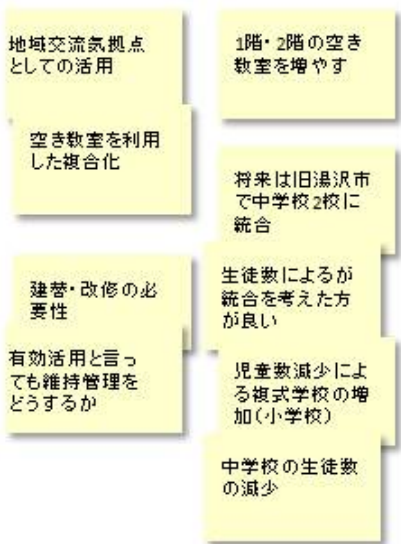 地域交流気拠点
としての活用
空き教室を利用
した複合化
建替・改修の必
要性
有効活用と言っ
ても維持管理を
どうするか
1階・2階の空き
教室を増やす
将来は旧湯沢市
で中学校2校に
統合
生徒数によるが
統合を考えた方
が良い
児童数減少によ
る複式学校の増
加(小学校)
中学校の生徒数
の減少